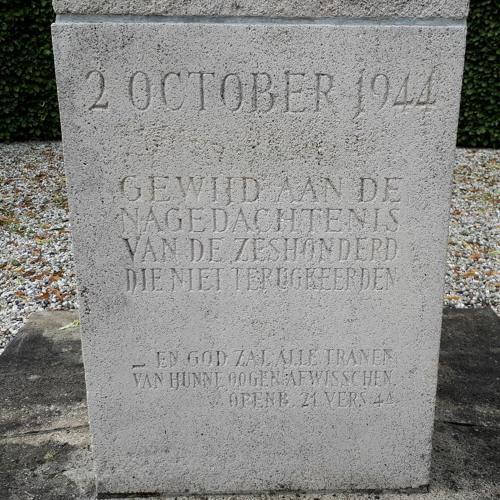 2 OCTOBER 1944
GEWIJD AAN DE
NAGEDACHTENIS
VAN DE ZESHONDERD
DIE NIET TERUGKEERDEN
_ EN GOD ZAL ALLE TRANEN
VAN HUNNE OOGEN AFWISSCHEN.
OPENB. 21 VERS 4A